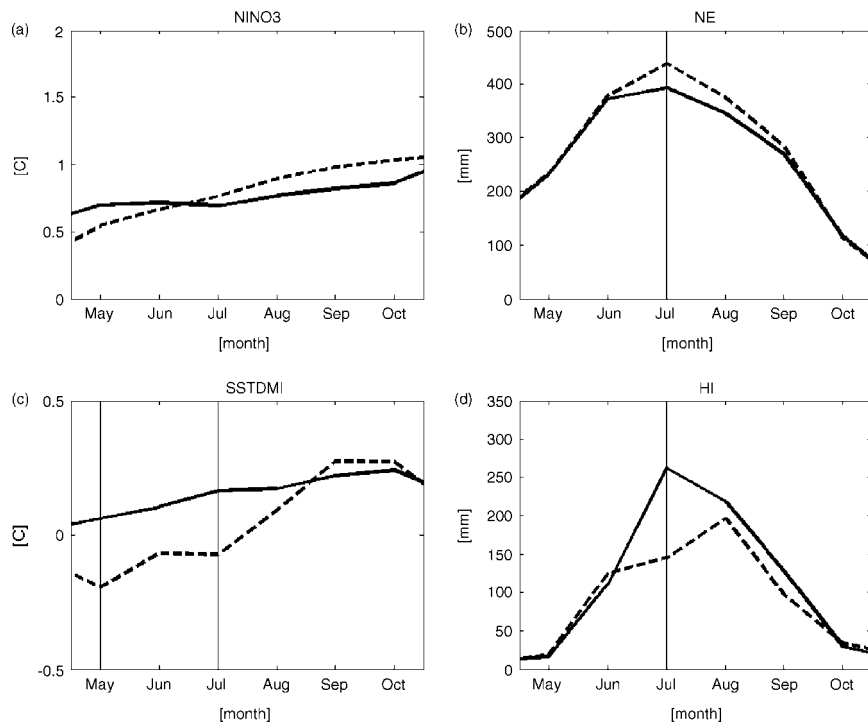 (a)
NINO3
2
1.5
1
0.5
0
[C]
May Jun Jul Aug Sep Oct
[month]
(b)
NE
500
400
300
200
100
0
[mm]
May Jun Jul Aug Sep Oct
[month]
(c)
SSTDMI
0.5
0
-0.5
[C]
May Jun Jul Aug Sep Oct
[month]
(d)
HI
350
300
250
200
150
100
50
0
[mm]
May Jun Jul Aug Sep Oct
[month]